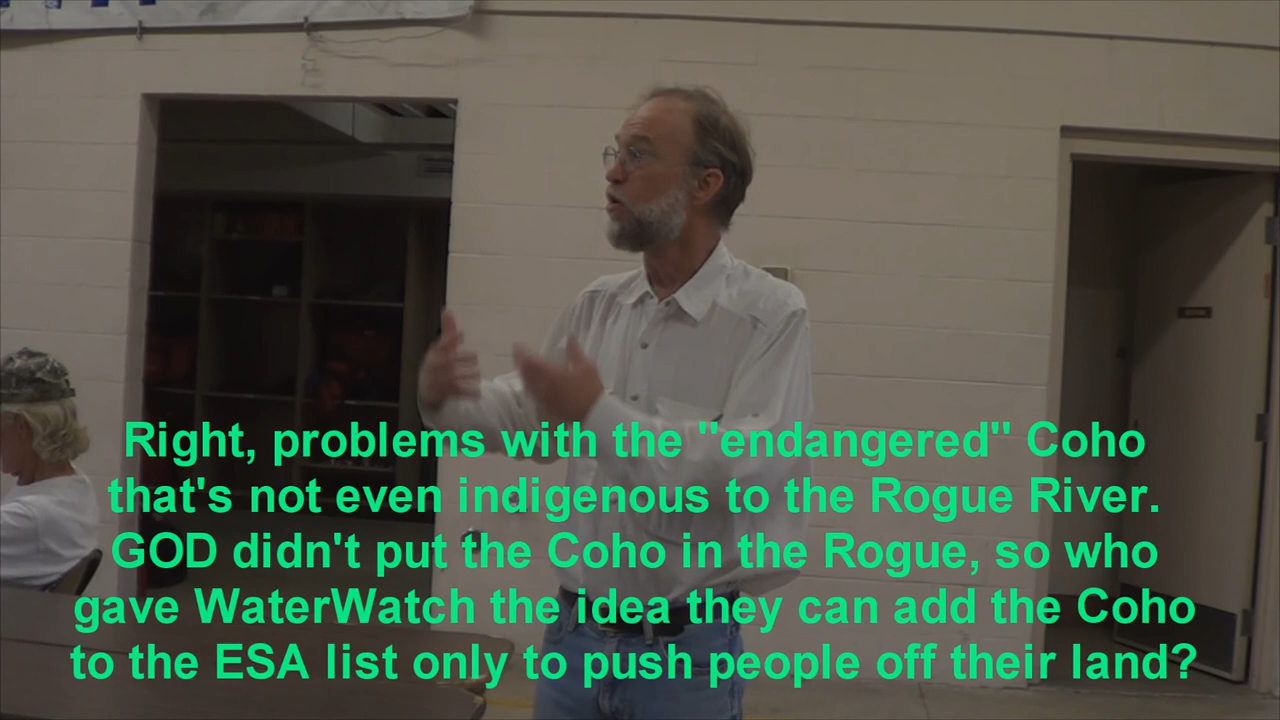 Right, problems with the "endangered" Coho
that's not even indigenous to the Rogue River.
GOD didn't put the Coho in the Rogue, so who
gave WaterWatch the idea they can add the Coho
to the ESA list only to push people off their land?